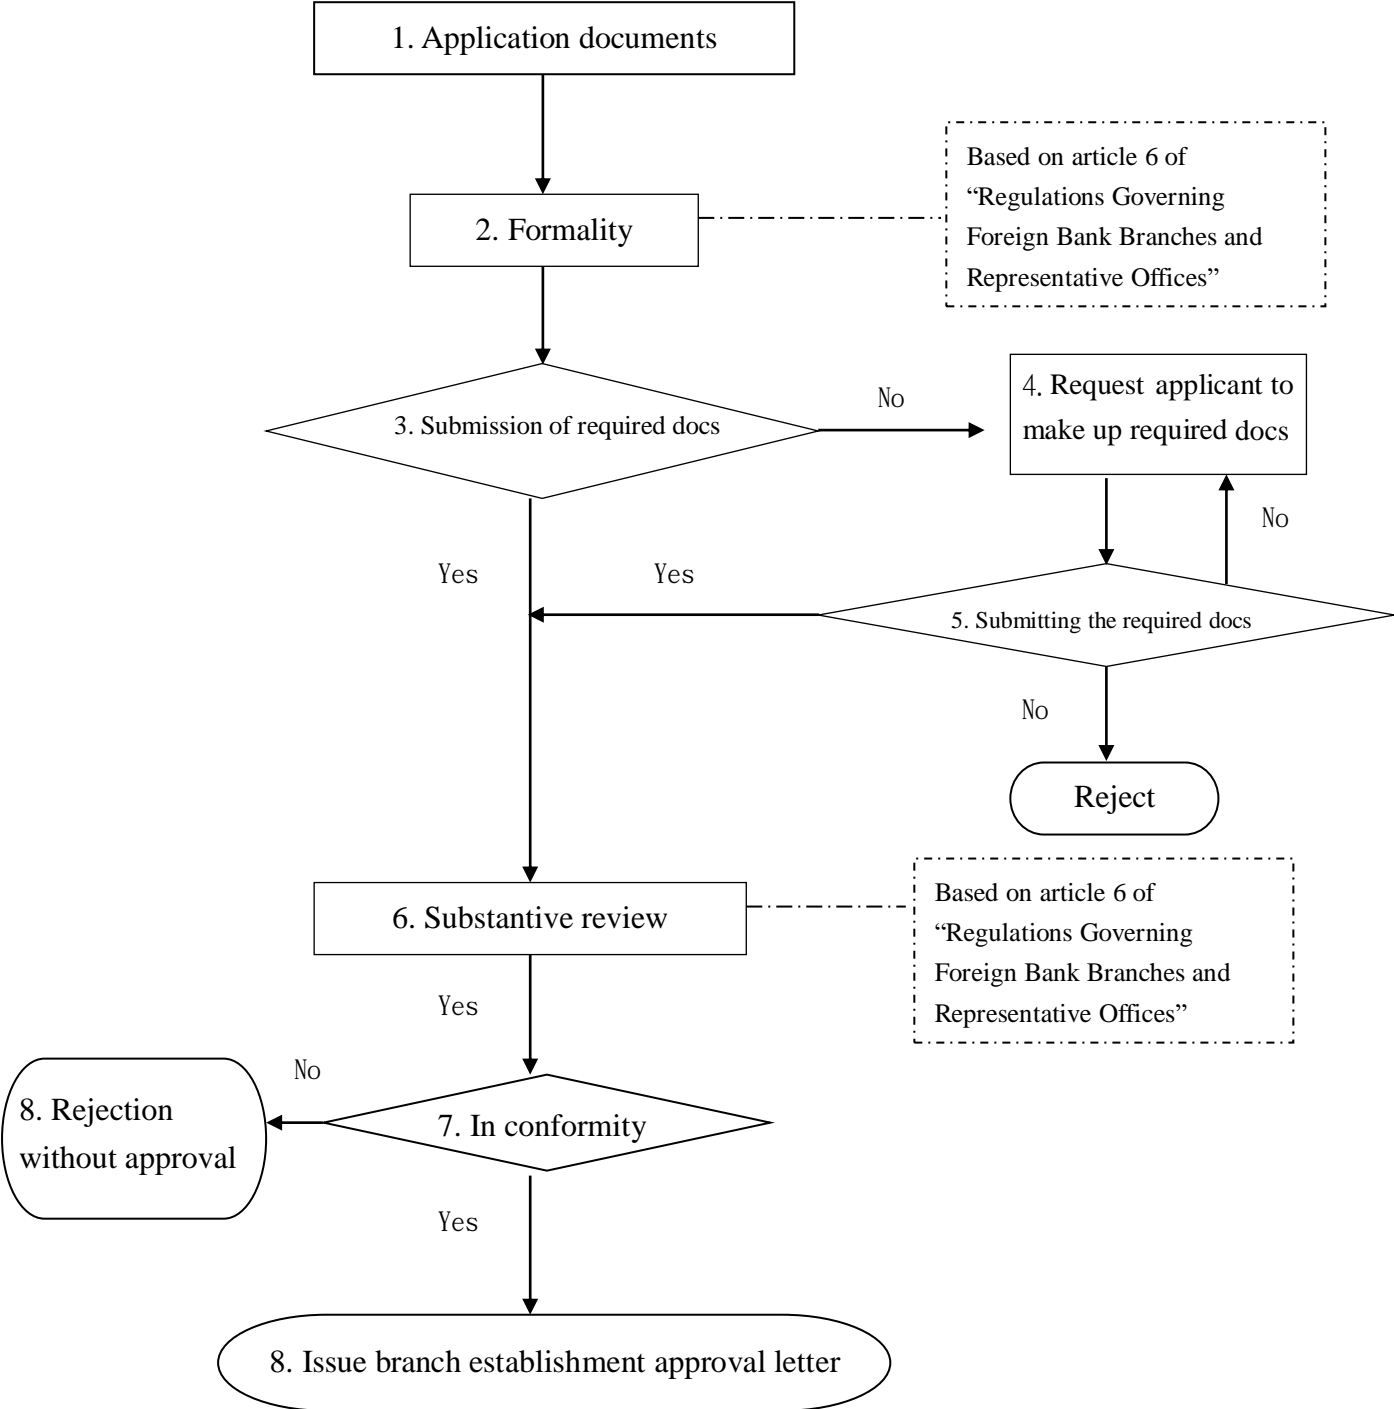 1. Application documents
Based on article 6 of
“Regulations Governing
Foreign Bank Branches and
Representative Offices”
2. Formality
No
4. Request applicant to
make up required docs
3. Submission of required docs
No
Yes
Yes
5. Submitting the required docs
No
Reject
Based on article 6 of
“Regulations Governing
Foreign Bank Branches and
Representative Offices”
6. Substantive review
Yes
No
8. Rejection
without approval
7. In conformity
Yes
8. Issue branch establishment approval letter